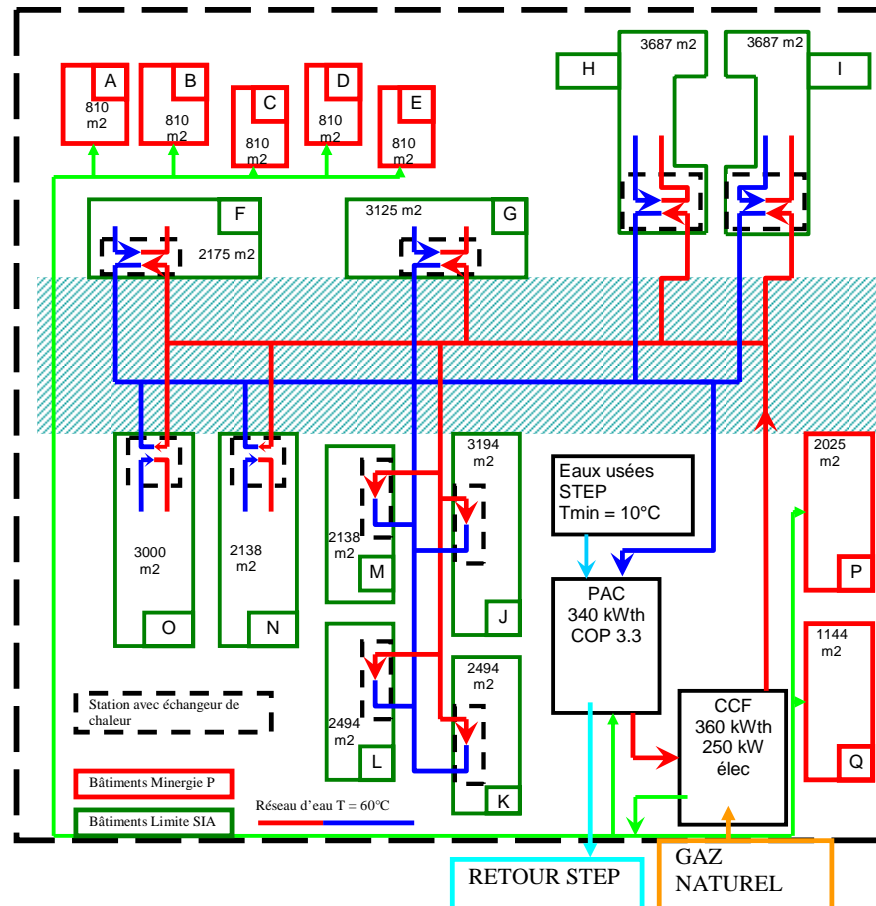 3687 m2
3687 m2
H
I
A
B
C
D
E
810
m2
810
m2
810
m2
810
m2
810
m2
F
2175 m2
3125 m2
G
3194
m2
J
2138
m2
M
Eaux usées
STEP
Tmin = 10°C
2025
m2
P
3000
m2
O
2138
m2
N
PAC
340 kWth
COP 3.3
2494
m2
L
2494
m2
K
CCF
360 kWth
250 kW
élec
1144
m2
Q
Station avec échangeur de
chaleur
Bâtiments Minergie P
Bâtiments Limite SIA
Réseau d'eau T = 60°C
RETOUR STEP
GAZ
NATUREL